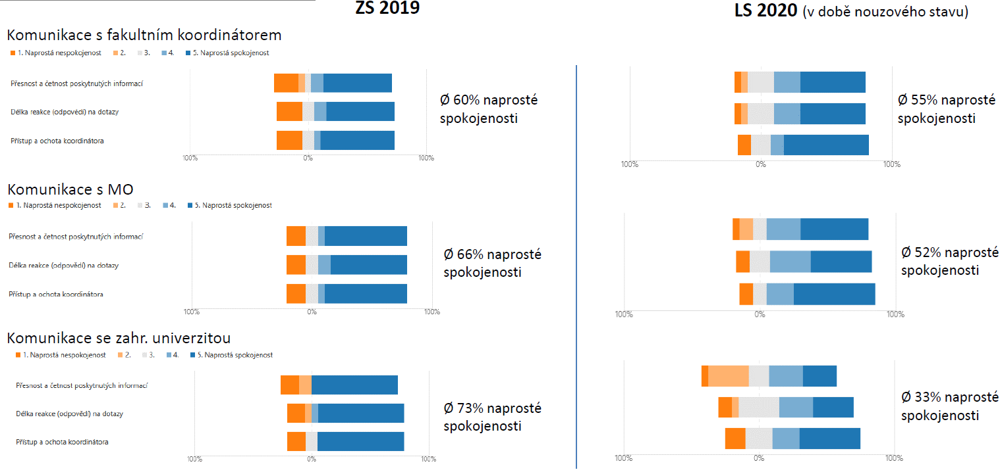 ZS 2019
LS 2020 (v době nouzového stavu)
Komunikace s fakultním koordinátorem
1. Naprostá nespokojenost 2. 3. 4. 5. Naprostá spokojenost
Přesnost a četnost poskytnutých informací
Délka reakce (odpovědí) na dotazy
Přístup a ochota koordinátora
100% 0% 100%
Ø 60% naprosté
spokojenosti
100% 0% 100%
Ø 55% naprosté
spokojenosti
Komunikace s MO
1. Naprostá nespokojenost 2. 3. 4. 5. Naprostá spokojenost
Přesnost a četnost poskytnutých informací
Délka reakce (odpovědí) na dotazy
Přístup a ochota koordinátora
100% 0% 100%
Ø 66% naprosté
spokojenosti
100% 0% 100%
Ø 52% naprosté
spokojenosti
Komunikace se zahr. univerzitou
1. Naprostá nespokojenost 2. 3. 4. 5. Naprostá spokojenost
Přesnost a četnost poskytnutých informací
Délka reakce (odpovědí) na dotazy
Přístup a ochota koordinátora
100% 0% 100%
Ø 73% naprosté
spokojenosti
100% 0% 100%
Ø 33% naprosté
spokojenosti